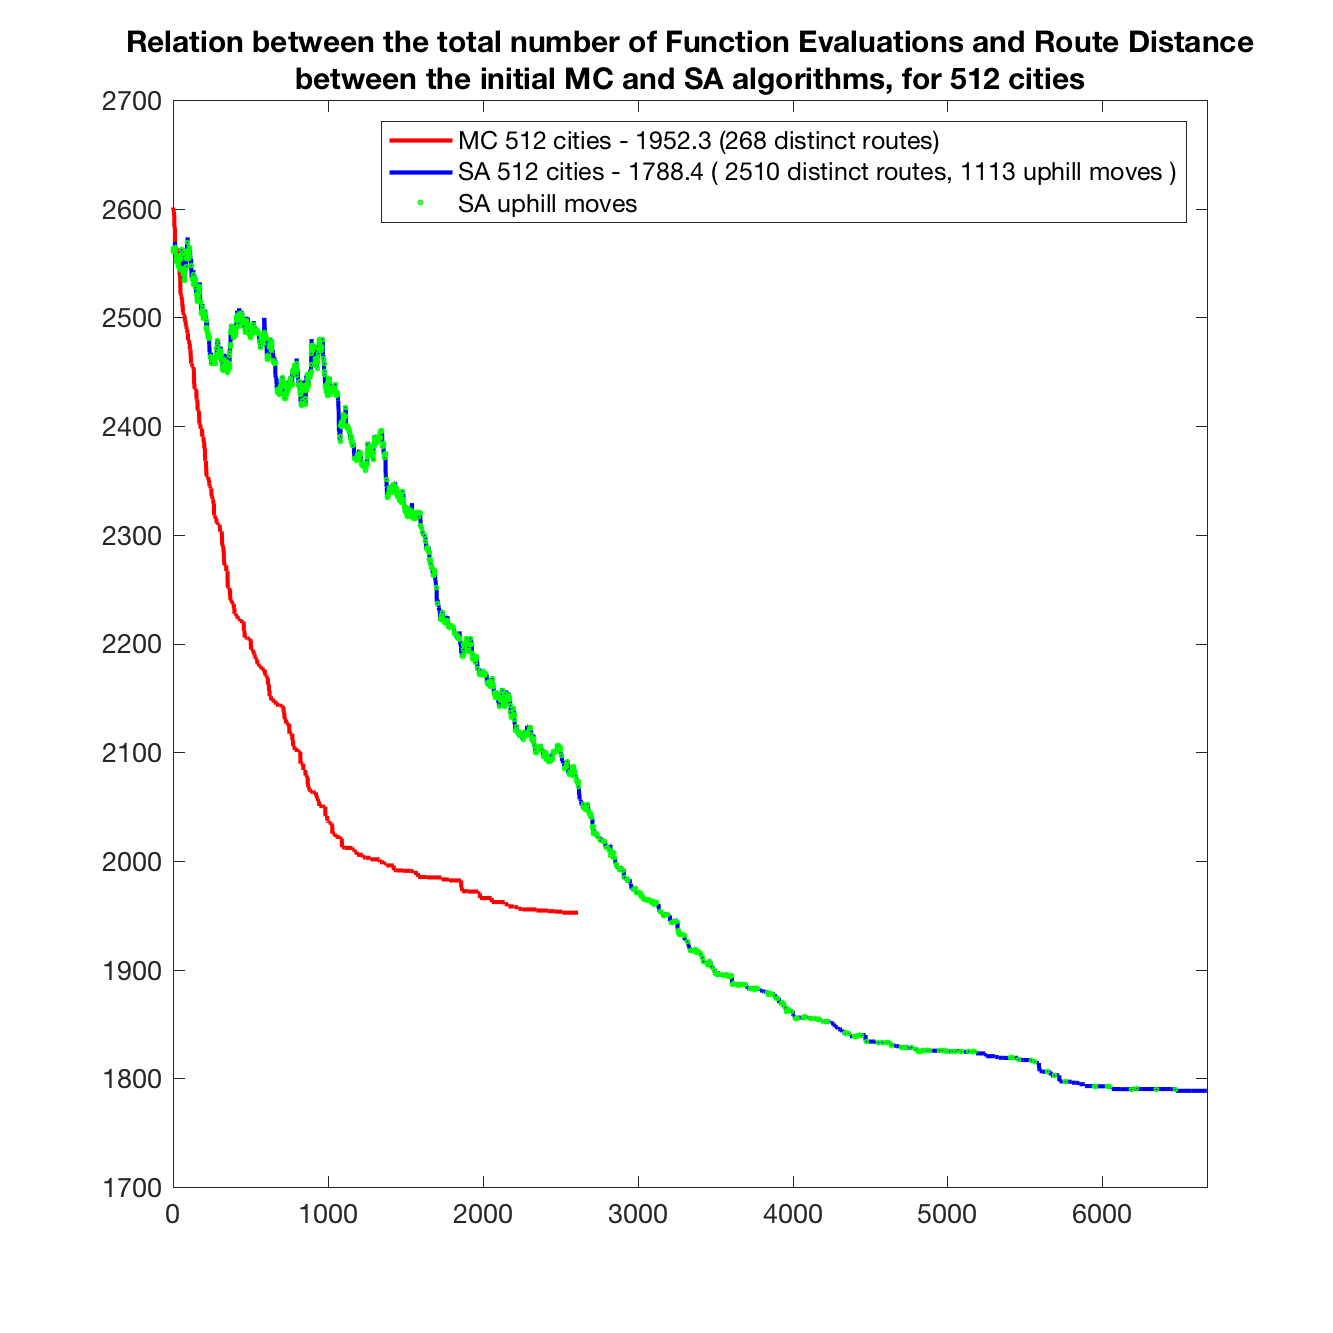 Relation between the total number of Function Evaluations and Route Distance
between the initial MC and SA algorithms, for 512 cities
MC 512 cities - 1952.3 (268 distinct routes)
SA 512 cities - 1788.4 ( 2510 distinct routes, 1113 uphill moves )
SA uphill moves
2700
2600
2500
2400
2300
2200
2100
2000
1900
1800
1700
0 1000 2000 3000 4000 5000 6000